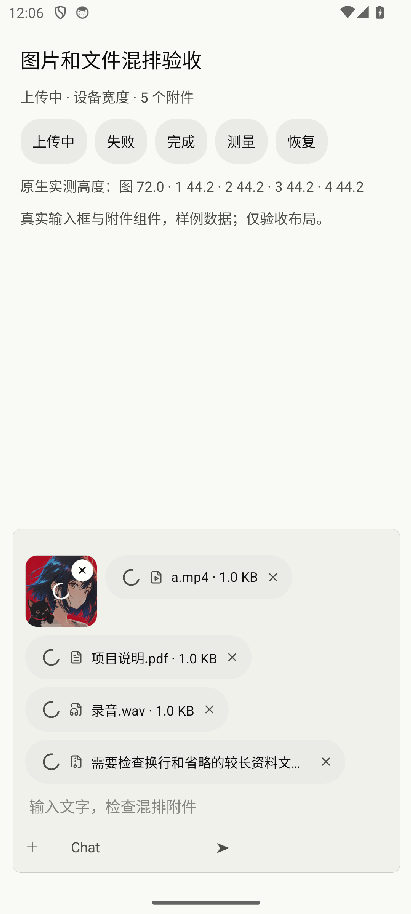 12:06
图片和文件混排验收
上传中 · 设备宽度 · 5 个附件
上传中 失败 完成 测量 恢复
原生实测高度：图 72.0 · 1 44.2 · 2 44.2 · 3 44.2 · 4 44.2
真实输入框与附件组件，样例数据；仅验收布局。
a.mp4 · 1.0 KB
项目说明.pdf · 1.0 KB
录音.wav · 1.0 KB
需要检查换行和省略的较长资料文...
输入文字，检查混排附件
Chat